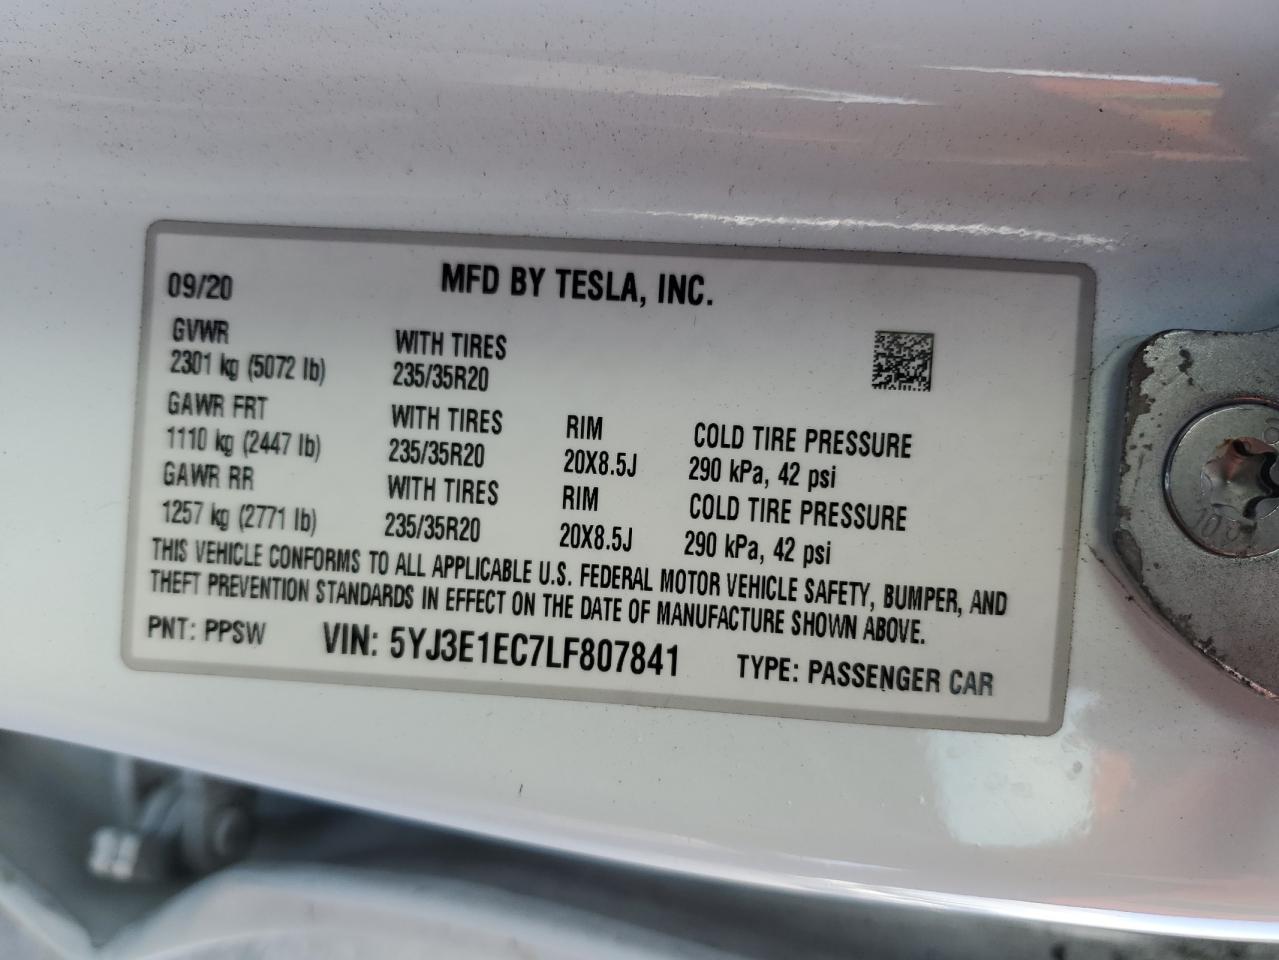 09/20 MFD BY TESLA, INC.
GVWR WITH TIRES
2301 kg (5072 lb) 235/35R20
GAWR FRT WITH TIRES RIM COLD TIRE PRESSURE
1110 kg (2447 lb) 235/35R20 20X8.5J 290 kPa, 42 psi
GAWR RR WITH TIRES RIM COLD TIRE PRESSURE
1257 kg (2771 lb) 235/35R20 20X8.5J 290 kPa, 42 psi
THIS VEHICLE CONFORMS TO ALL APPLICABLE U.S. FEDERAL MOTOR VEHICLE SAFETY, BUMPER, AND
THEFT PREVENTION STANDARDS IN EFFECT ON THE DATE OF MANUFACTURE SHOWN ABOVE.
PNT: PPSW VIN: 5YJ3E1EC7LF807841 TYPE: PASSENGER CAR